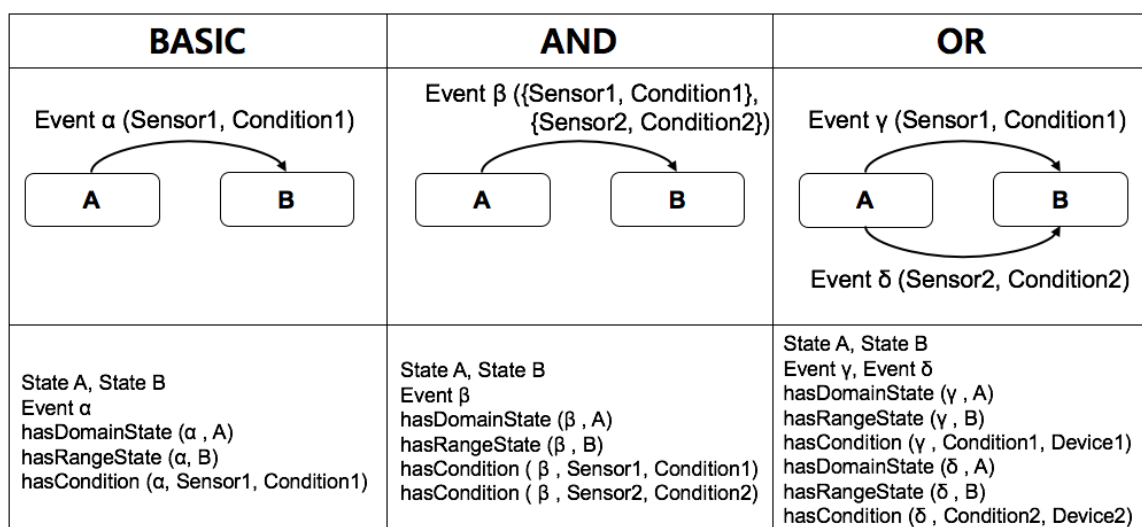 BASIC
AND
OR
Event α (Sensor1, Condition1)
A
B
Event β ({Sensor1, Condition1},
{Sensor2, Condition2})
A
B
Event γ (Sensor1, Condition1)
A
B
Event δ (Sensor2, Condition2)
State A, State B
Event α
hasDomainState (α , A)
hasRangeState (α, B)
hasCondition (α, Sensor1, Condition1)
State A, State B
Event β
hasDomainState (β , A)
hasRangeState (β , B)
hasCondition ( β , Sensor1, Condition1)
hasCondition ( β , Sensor2, Condition2)
State A, State B
Event γ, Event δ
hasDomainState (γ , A)
hasRangeState (γ , B)
hasCondition (γ , Condition1, Device1)
hasDomainState (δ , A)
hasRangeState (δ , B)
hasCondition (δ , Condition2, Device2)